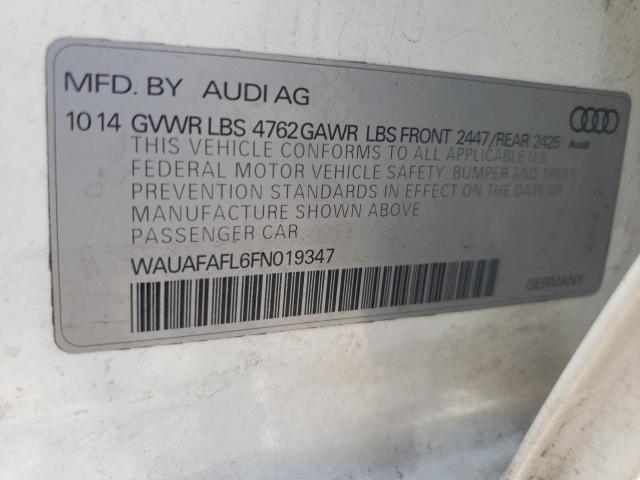 MFD. BY AUDI AG
10 14 GVWR LBS 4762 GAWR LBS FRONT 2447/REAR 2425
Audi
THIS VEHICLE CONFORMS TO ALL APPLICABLE U.S.
FEDERAL MOTOR VEHICLE SAFETY, BUMPER AND THEFT
PREVENTION STANDARDS IN EFFECT ON THE DATE OF
MANUFACTURE SHOWN ABOVE
PASSENGER CAR
WAUAFAFL6FN019347
GERMANY